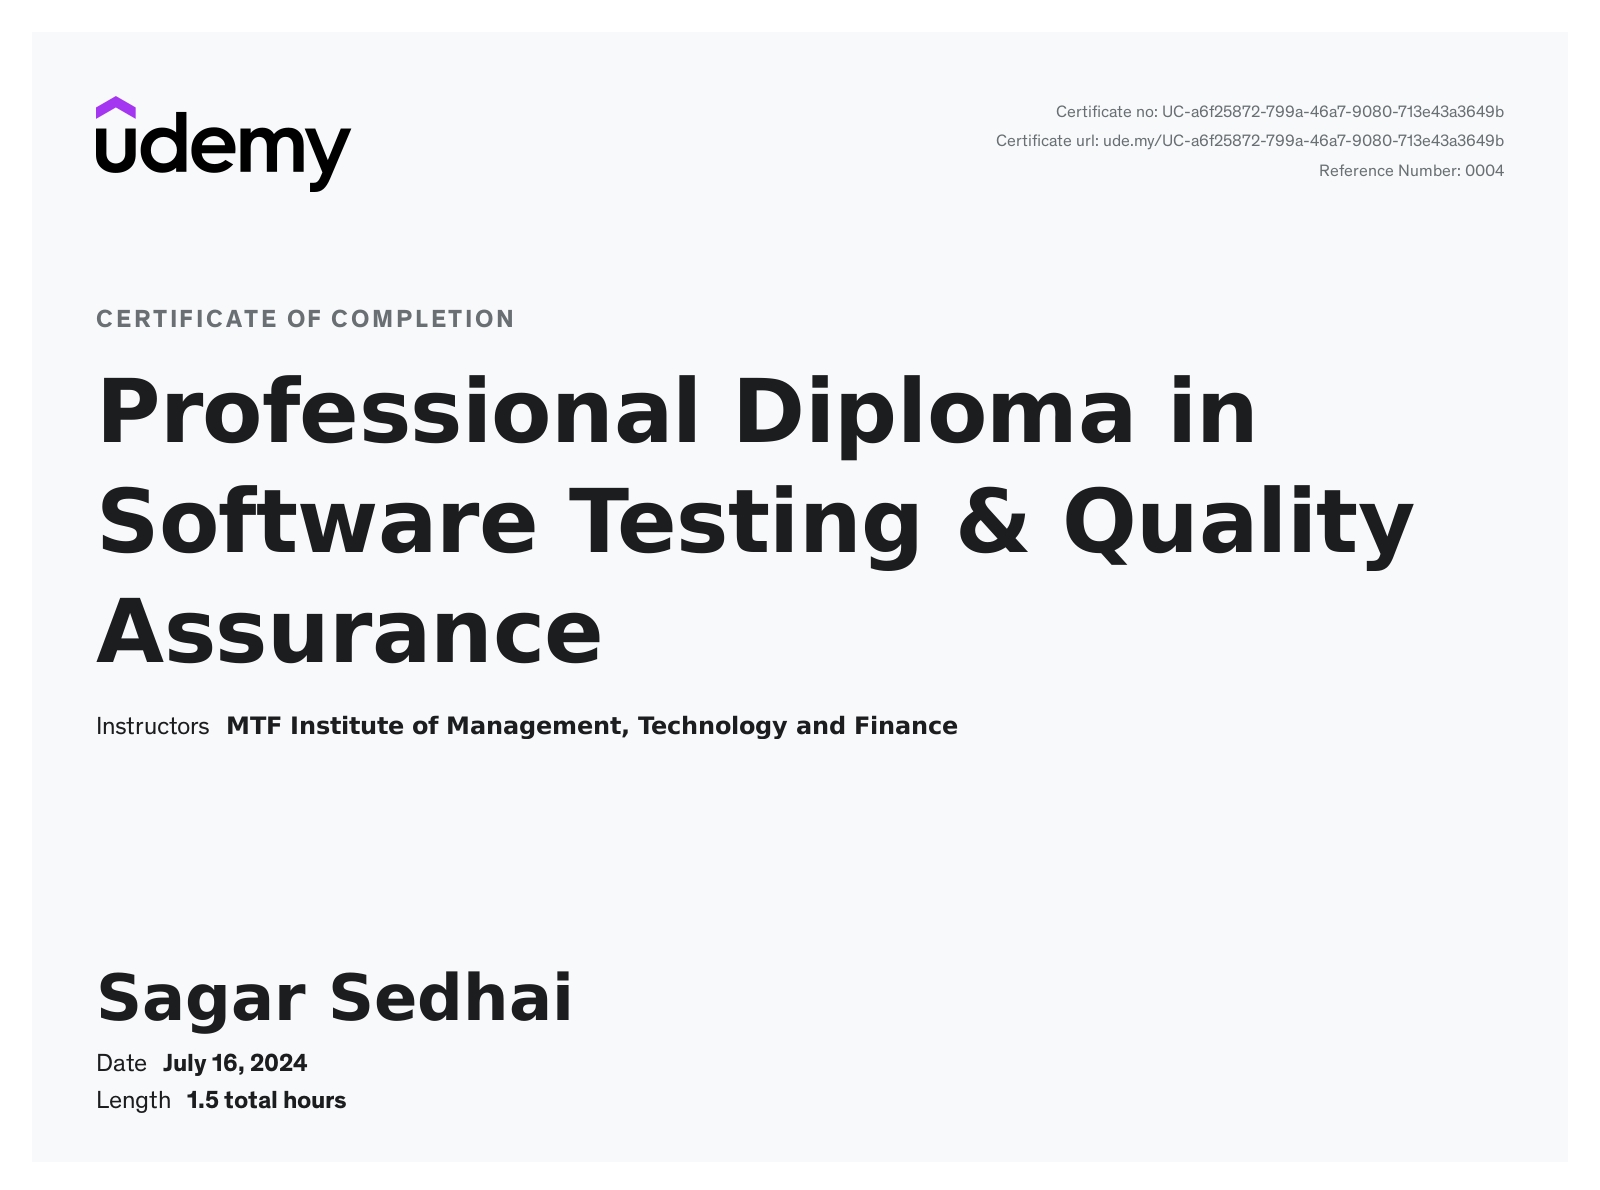 udemy
Certificate no: UC-a6f25872-799a-46a7-9080-713e43a3649b
Certificate url: ude.my/UC-a6f25872-799a-46a7-9080-713e43a3649b
Reference Number: 0004
CERTIFICATE OF COMPLETION
Professional Diploma in
Software Testing & Quality
Assurance
Instructors MTF Institute of Management, Technology and Finance
Sagar Sedhai
Date July 16, 2024
Length 1.5 total hours